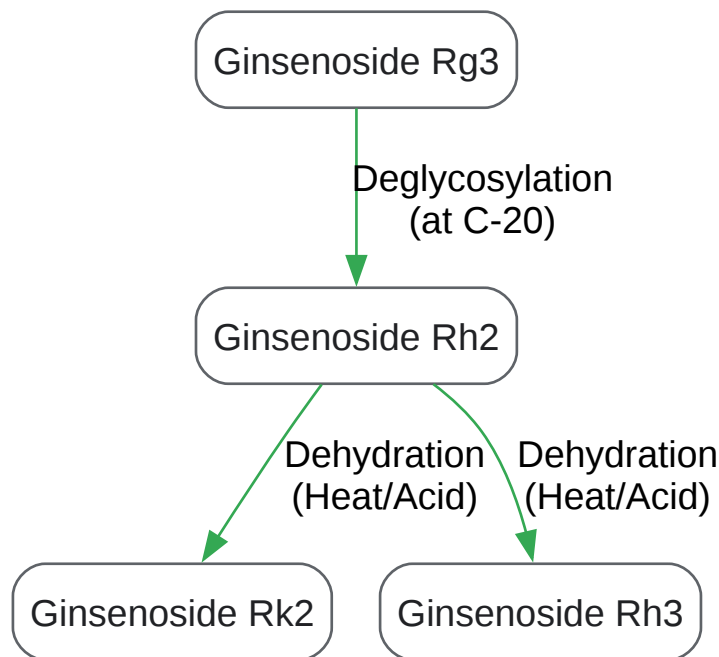 Ginsenoside Rg3
Deglycosylation
(at C-20)
Ginsenoside Rh2
Dehydration
(Heat/Acid)
Dehydration
(Heat/Acid)
Ginsenoside Rk2
Ginsenoside Rh3